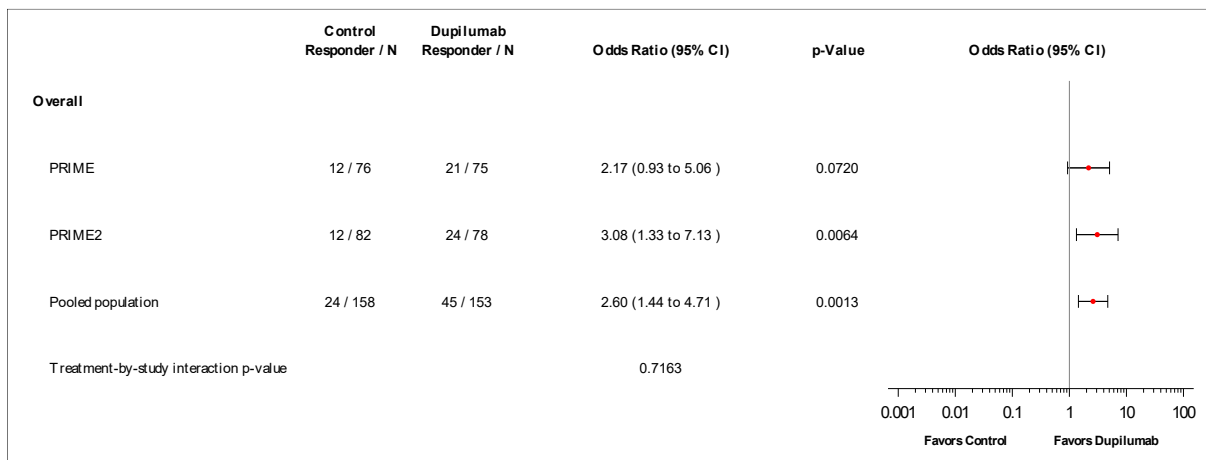 Control Dupilumab
Responder / N Responder / N Odds Ratio (95% CI) p-Value Odds Ratio (95% CI)
Overall
PRIME 12 / 76 21 / 75 2.17 (0.93 to 5.06 ) 0.0720
PRIME2 12 / 82 24 / 78 3.08 (1.33 to 7.13 ) 0.0064
Pooled population 24 / 158 45 / 153 2.60 (1.44 to 4.71 ) 0.0013
Treatment-by-study interaction p-value 0.7163
0.001 0.01 0.1 1 10 100
Favors Control Favors Dupilumab